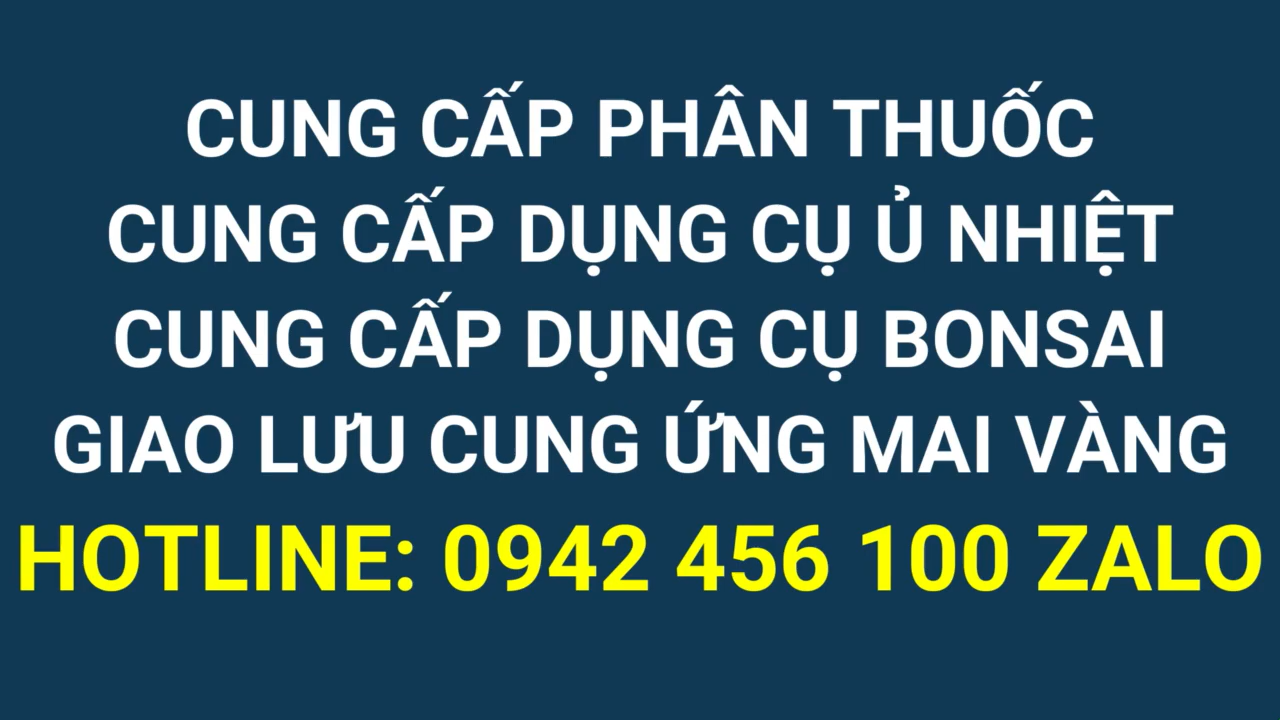 CUNG CẤP PHÂN THUỐC
CUNG CẤP DỤNG CỤ Ủ NHIỆT
CUNG CẤP DỤNG CỤ BONSAI
GIAO LƯU CUNG ỨNG MAI VÀNG
HOTLINE: 0942 456 100 ZALO